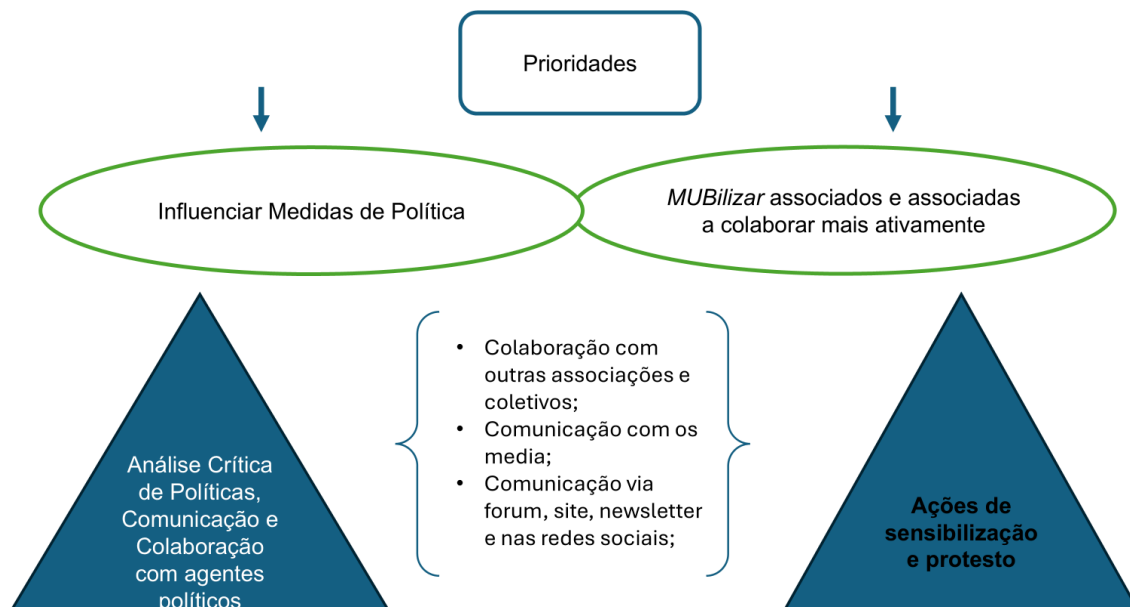 Prioridades
Influenciar Medidas de Política
MUBilizar associados e associadas
a colaborar mais ativamente
Análise Crítica
de Políticas,
Comunicação e
Colaboração
com agentes
políticos
• Colaboração com
outras associações e
coletivos;
• Comunicação com os
media;
• Comunicação via
forum, site, newsletter
e nas redes sociais;
Ações de
sensibilização
e protesto